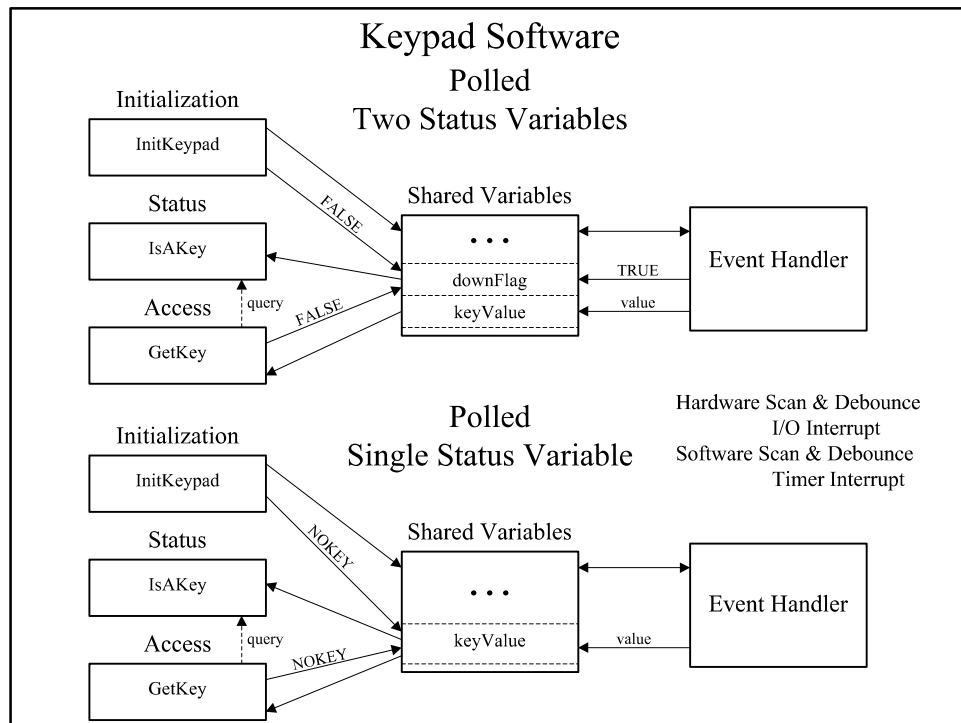 Keypad Software
Polled
Two Status Variables
Initialization
InitKeypad
FALSE
Status
IsAKey
Shared Variables
• • •
downFlag
keyValue
TRUE
value
Event Handler
Access
query
FALSE
GetKey
Polled
Single Status Variable
Hardware Scan & Debounce
I/O Interrupt
Software Scan & Debounce
Timer Interrupt
Initialization
InitKeypad
NOKEY
Status
IsAKey
Shared Variables
• • •
keyValue
value
Event Handler
Access
query
NOKEY
GetKey